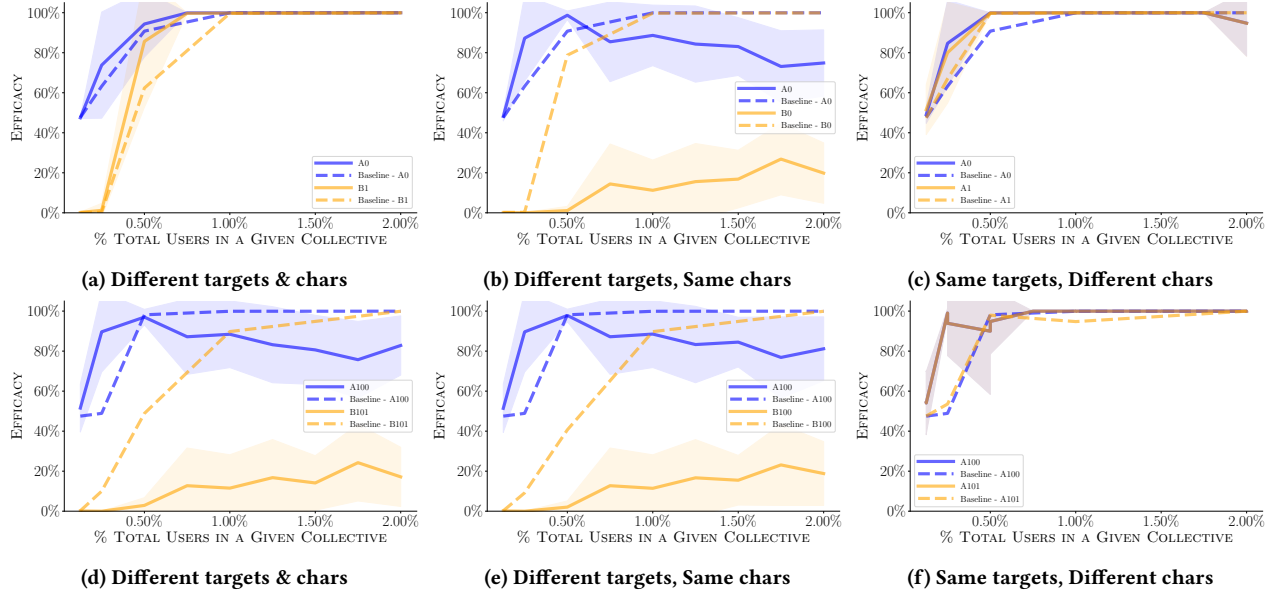 100%
80%
60%
40%
20%
0%
EFFICACY
A0
Baseline - A0
B1
Baseline - B1
0.50%
1.00%
1.50%
2.00%
% TOTAL USERS IN A GIVEN COLLECTIVE
(a) Different targets & chars
100%
80%
60%
40%
20%
0%
EFFICACY
A0
Baseline - A0
B0
Baseline - B0
0.50%
1.00%
1.50%
2.00%
% TOTAL USERS IN A GIVEN COLLECTIVE
(b) Different targets, Same chars
100%
80%
60%
40%
20%
0%
EFFICACY
A0
Baseline - A0
A1
Baseline - A1
0.50%
1.00%
1.50%
2.00%
% TOTAL USERS IN A GIVEN COLLECTIVE
(c) Same targets, Different chars
100%
80%
60%
40%
20%
0%
EFFICACY
A100
Baseline - A100
B101
Baseline - B101
0.50%
1.00%
1.50%
2.00%
% TOTAL USERS IN A GIVEN COLLECTIVE
(d) Different targets & chars
100%
80%
60%
40%
20%
0%
EFFICACY
A100
Baseline - A100
B100
Baseline - B100
0.50%
1.00%
1.50%
2.00%
% TOTAL USERS IN A GIVEN COLLECTIVE
(e) Different targets, Same chars
100%
80%
60%
40%
20%
0%
EFFICACY
A100
Baseline - A100
A101
Baseline - A101
0.50%
1.00%
1.50%
2.00%
% TOTAL USERS IN A GIVEN COLLECTIVE
(f) Same targets, Different chars